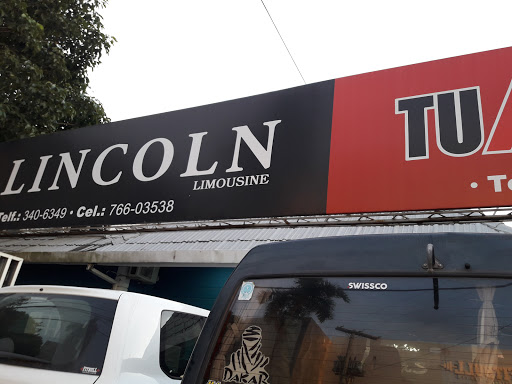 LINCOLN
LIMOUSINE
Telf.: 340-6349 · Cel.: 766-03538
TU
SWISSCO
DAKAR